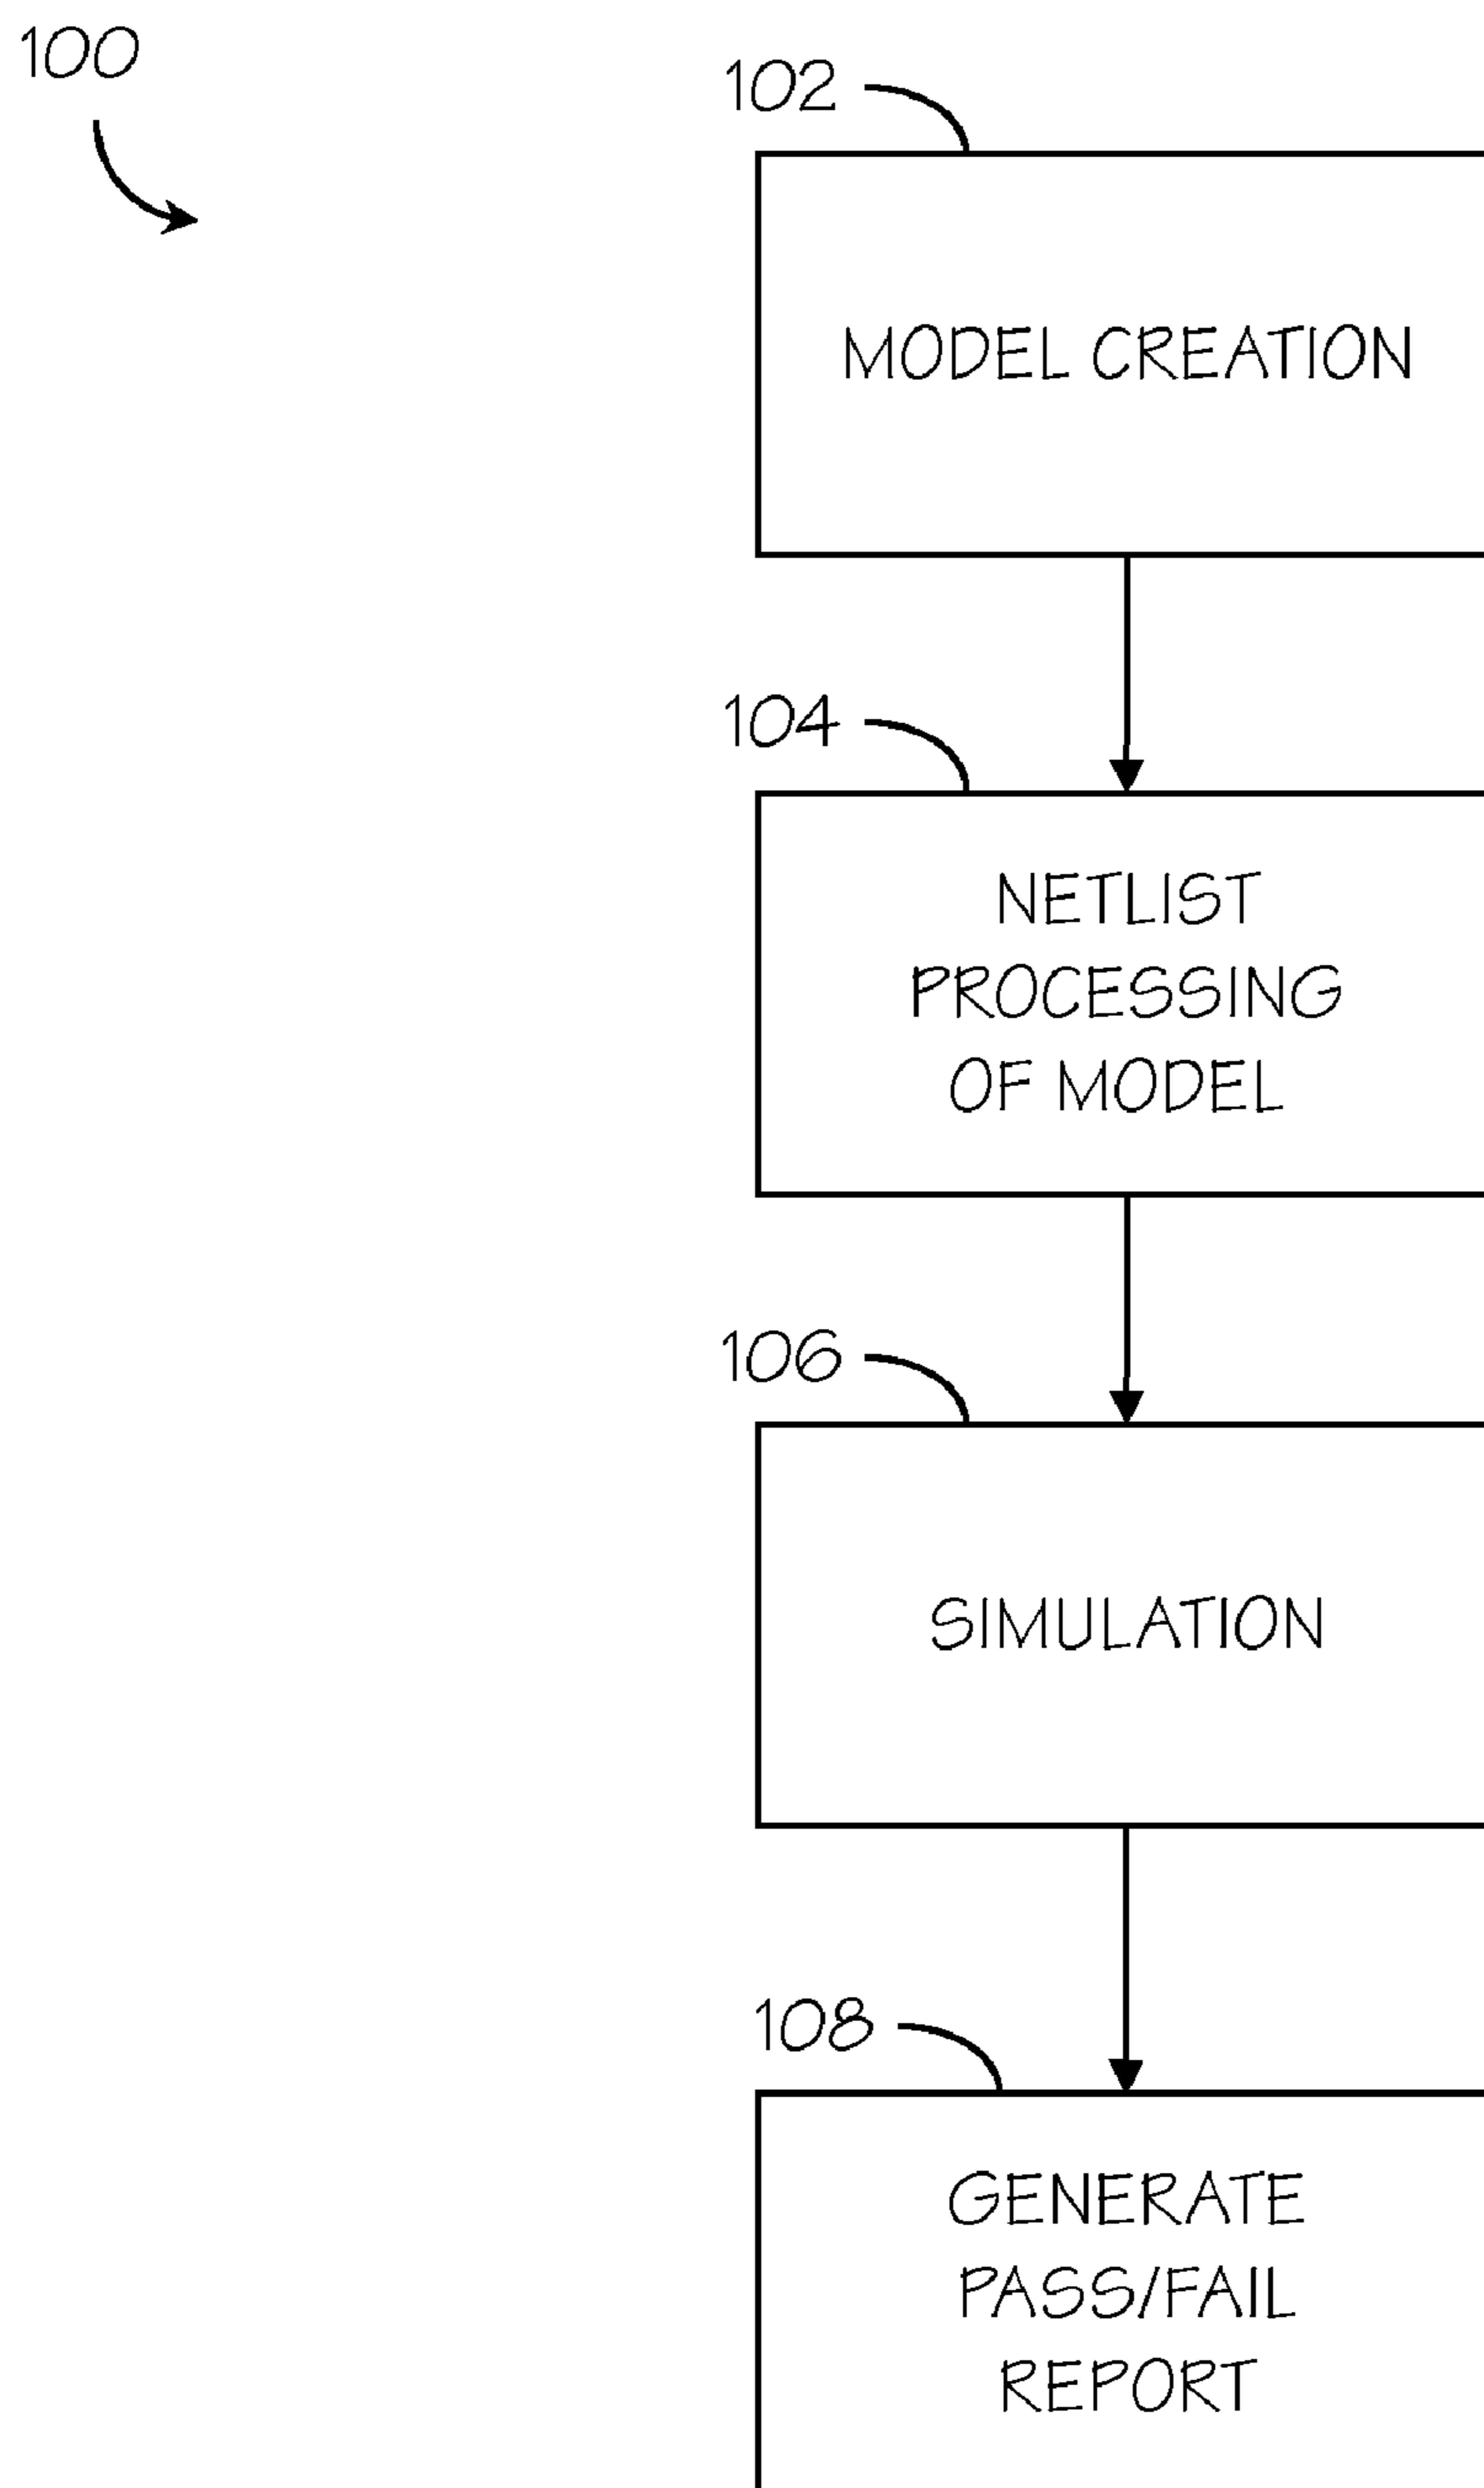 100
102
MODEL CREATION
104
NETLIST
PROCESSING
OF MODEL
106
SIMULATION
108
GENERATE
PASS/FAIL
REPORT